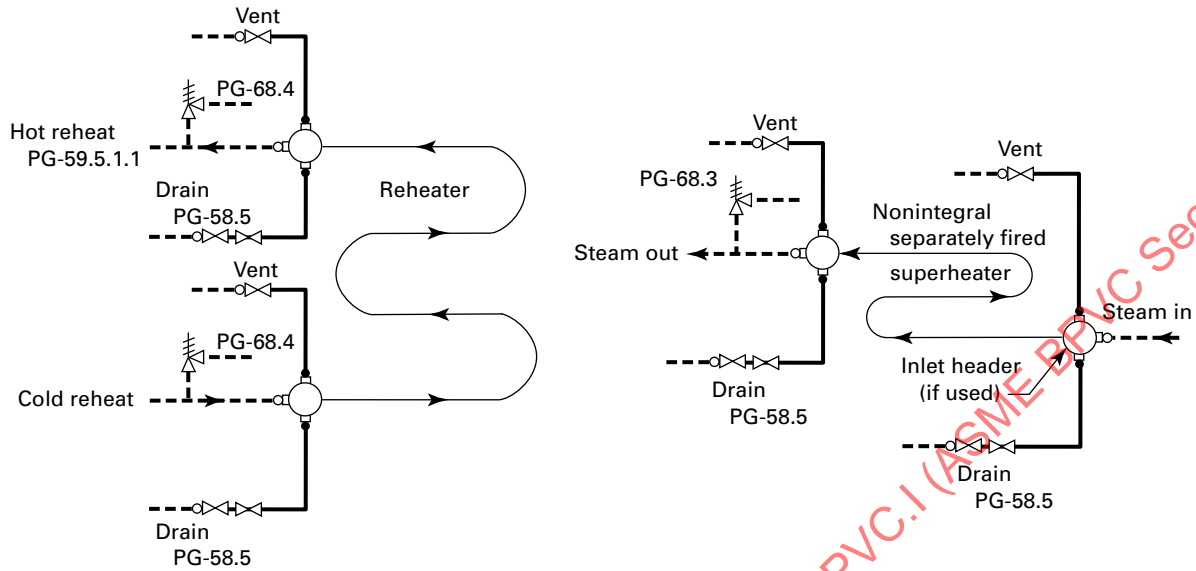 Vent
PG-68.4
Hot reheat
PG-59.5.1.1
Reheater
Drain
PG-58.5
Vent
PG-68.4
Cold reheat
Drain
PG-58.5
Vent
PG-68.3
Steam out
Nonintegral
separately fired
superheater
Vent
Steam in
Inlet header
(if used)
Drain
PG-58.5
Drain
PG-58.5
BPVC.I (ASME BPVC Sec